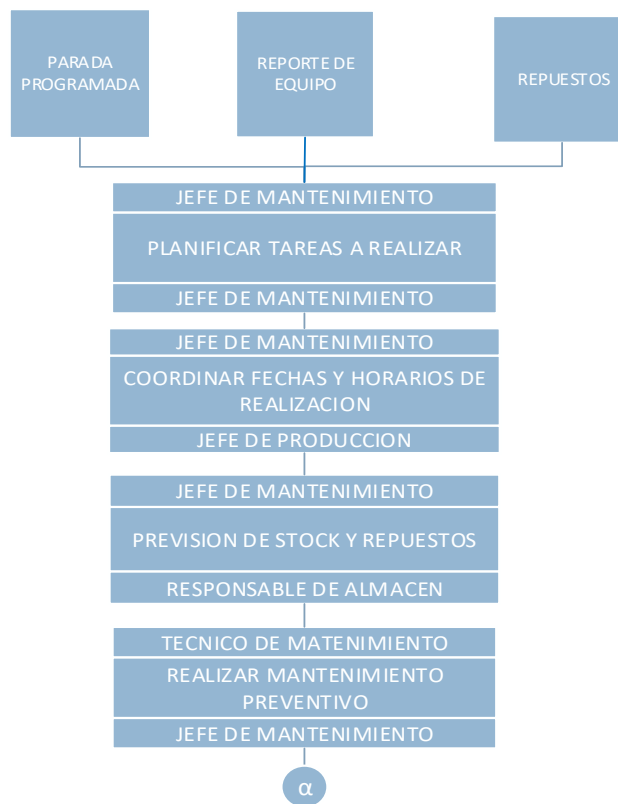 PARADA
PROGRAMADA
REPORTE DE
EQUIPO
REPUESTOS
JEFE DE MANTENIMIENTO
PLANIFICAR TAREAS A REALIZAR
JEFE DE MANTENIMIENTO
JEFE DE MANTENIMIENTO
COORDINAR FECHAS Y HORARIOS DE
REALIZACION
JEFE DE PRODUCCION
JEFE DE MANTENIMIENTO
PREVISION DE STOCK Y REPUESTOS
RESPONSABLE DE ALMACEN
TECNICO DE MATENIMIENTO
REALIZAR MANTENIMIENTO
PREVENTIVO
JEFE DE MANTENIMIENTO
α